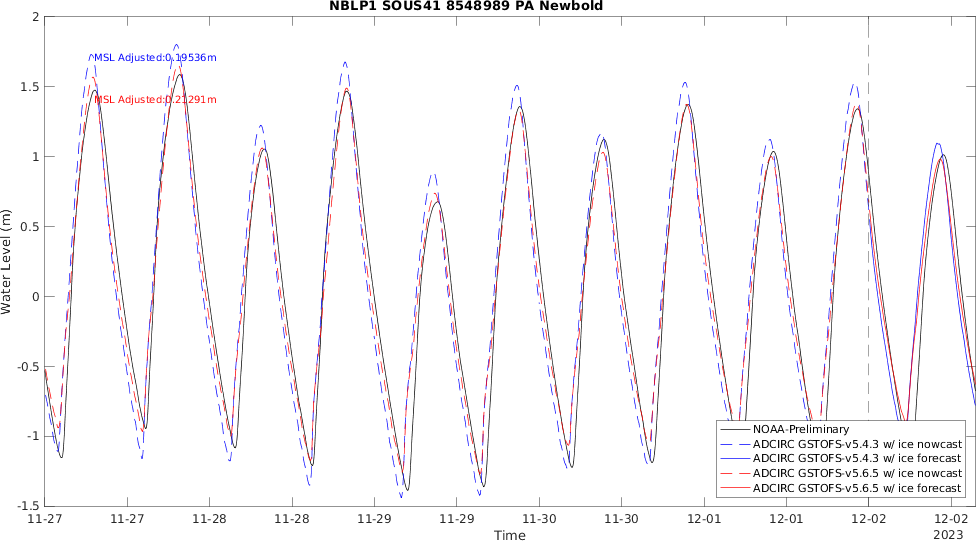 NBLP1 SOUS41 8548989 PA Newbold
2
1.5
1
0.5
0
-0.5
-1
-1.5
Water Level (m)
MSL Adjusted:0.19536m
MSL Adjusted:0.21291m
NOAA-Preliminary
ADCIRC GSTOFS-v5.4.3 w/ ice nowcast
ADCIRC GSTOFS-v5.4.3 w/ ice forecast
ADCIRC GSTOFS-v5.6.5 w/ ice nowcast
ADCIRC GSTOFS-v5.6.5 w/ ice forecast
11-27 11-27 11-28 11-28 11-29 11-29 11-30 11-30 12-01 12-01 12-02 12-02
2023
Time